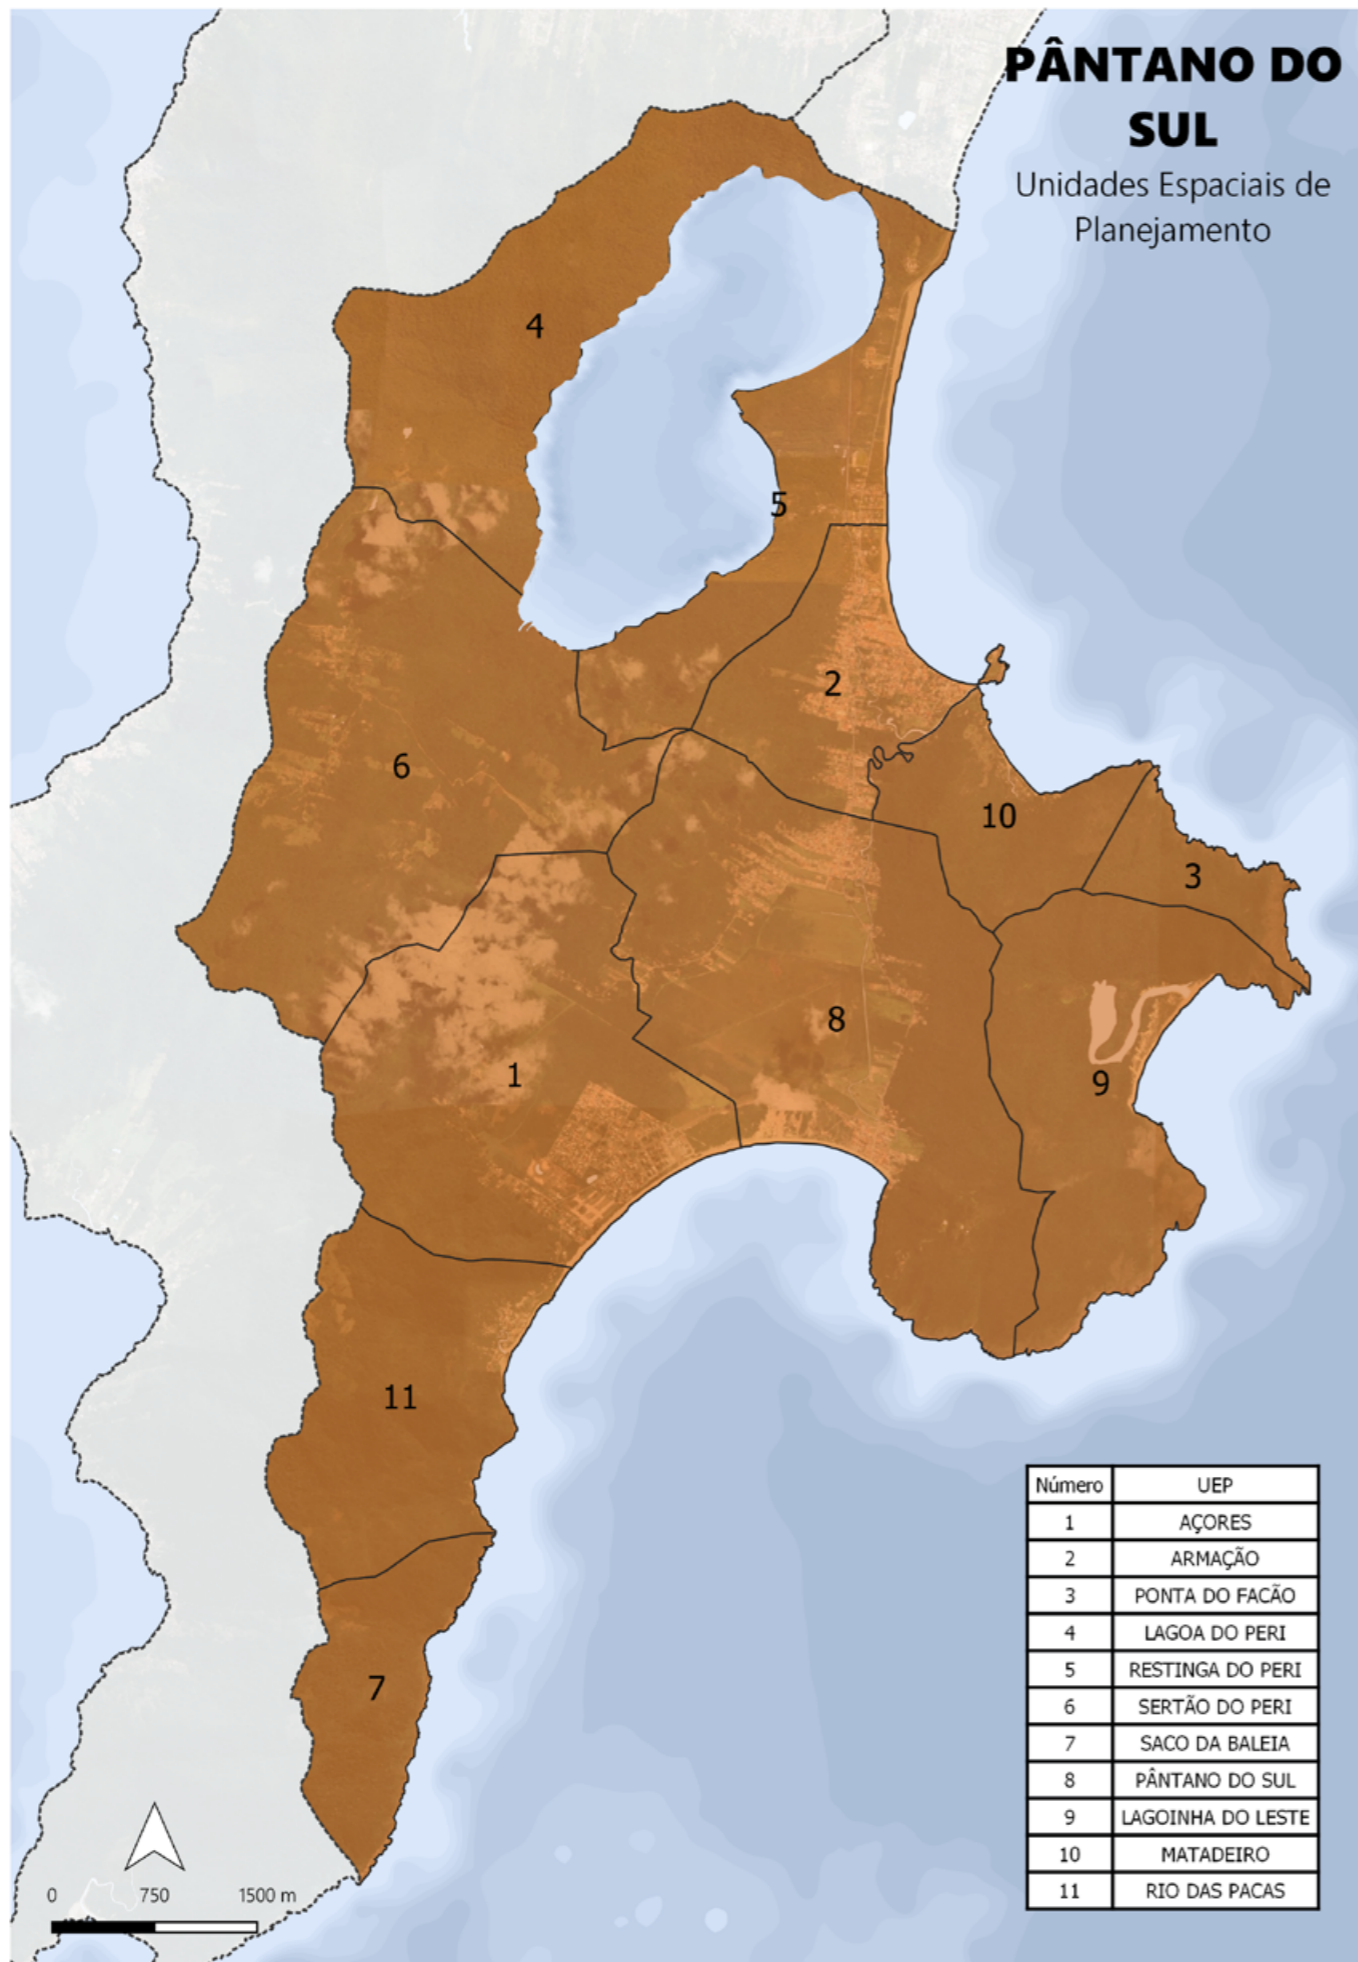 PÂNTANO DO
SUL
Unidades Espaciais de
Planejamento
4
5
2
6
10
3
8
1
9
11
7
0 750 1500 m
Número UEP
1 AÇORES
2 ARMAÇÃO
3 PONTA DO FACÃO
4 LAGOA DO PERI
5 RESTINGA DO PERI
6 SERTÃO DO PERI
7 SACO DA BALEIA
8 PÂNTANO DO SUL
9 LAGOINHA DO LESTE
10 MATADEIRO
11 RIO DAS PACAS